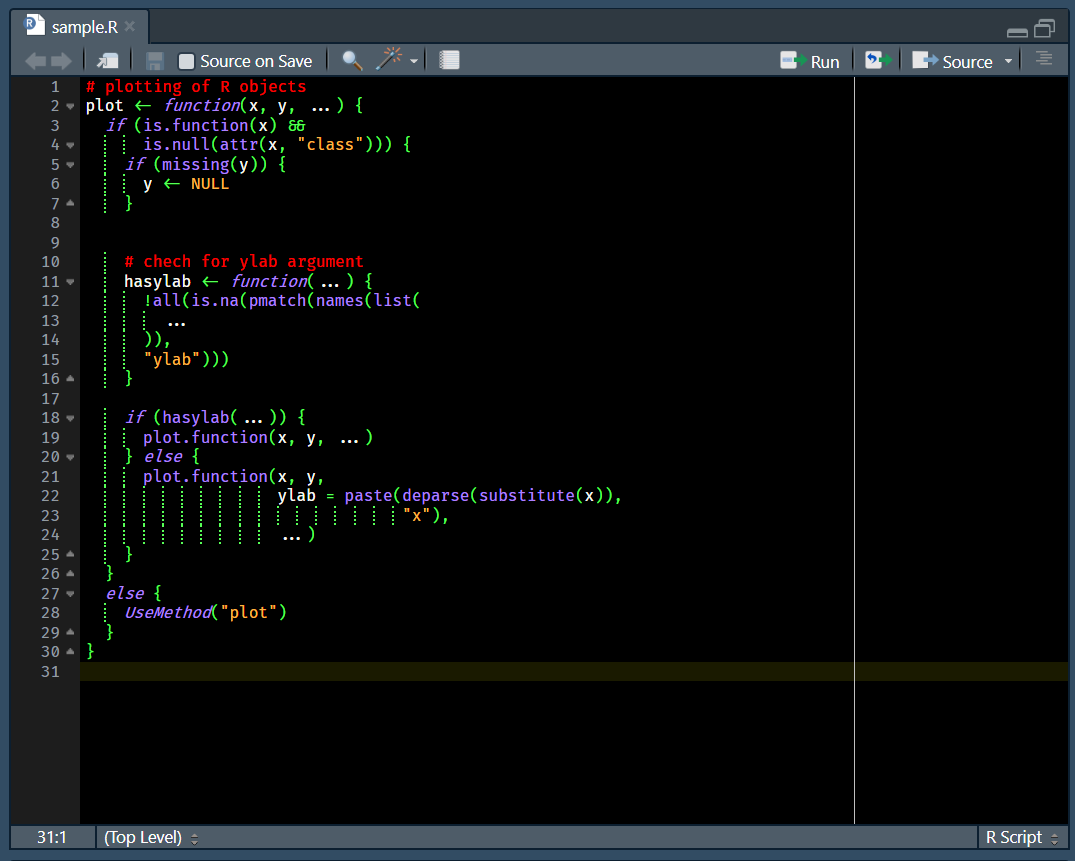 sample.R
Source on Save
Run
Source
1 # plotting of R objects
2 plot <- function(x, y, ...) {
3   if (is.function(x) &&
4       is.null(attr(x, "class"))) {
5     if (missing(y)) {
6       y <- NULL
7     }
8
9
10     # chech for ylab argument
11     hasylab <- function(...) {
12       !all(is.na(pmatch(names(list(
13         ...
14       )),
15       "ylab")))
16     }
17
18     if (hasylab(...)) {
19       plot.function(x, y, ...)
20     } else {
21       plot.function(x, y,
22                     ylab = paste(deparse(substitute(x)),
23                                  "x"),
24                     ...)
25     }
26   }
27   else {
28     UseMethod("plot")
29   }
30 }
31
31:1 (Top Level) R Script